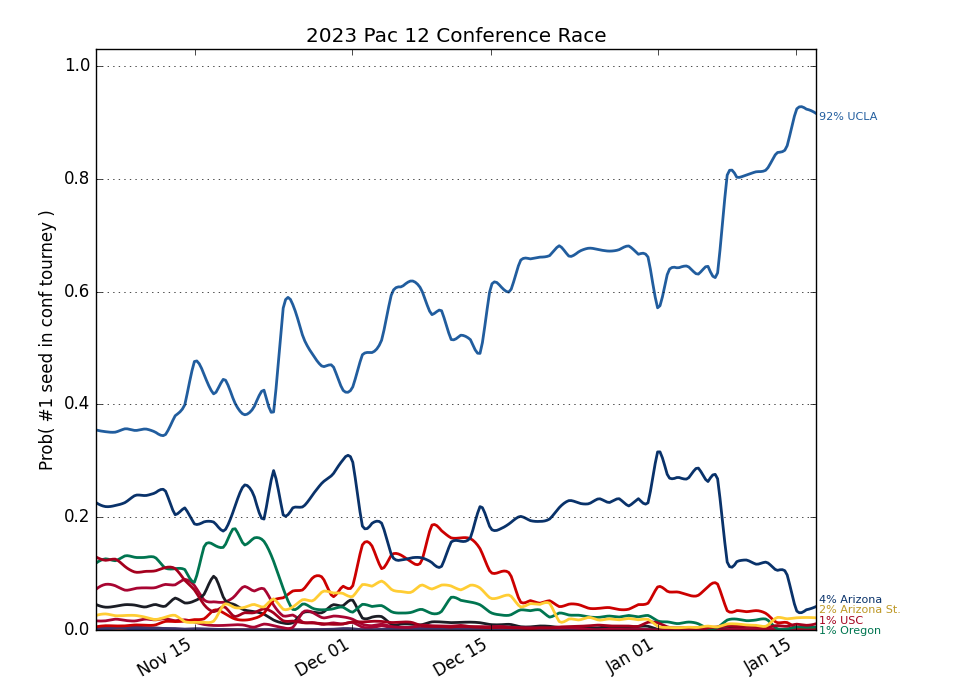 2023 Pac 12 Conference Race
Prob( #1 seed in conf tourney )
1.0
0.8
0.6
0.4
0.2
0.0
Nov 15
Dec 01
Dec 15
Jan 01
Jan 15
92% UCLA
4% Arizona
2% Arizona St.
1% USC
1% Oregon